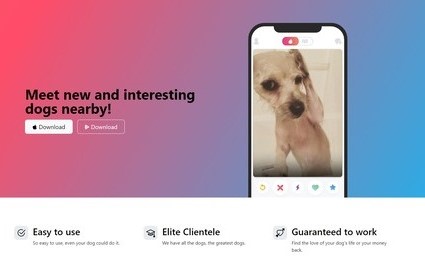 Meet new and interesting
dogs nearby!
Download
Download
Easy to use
So easy to use, even your dog could do it.
Elite Clientele
We have all the dogs, the greatest dogs.
Guaranteed to work
Find the love of your dog's life or your money
back.